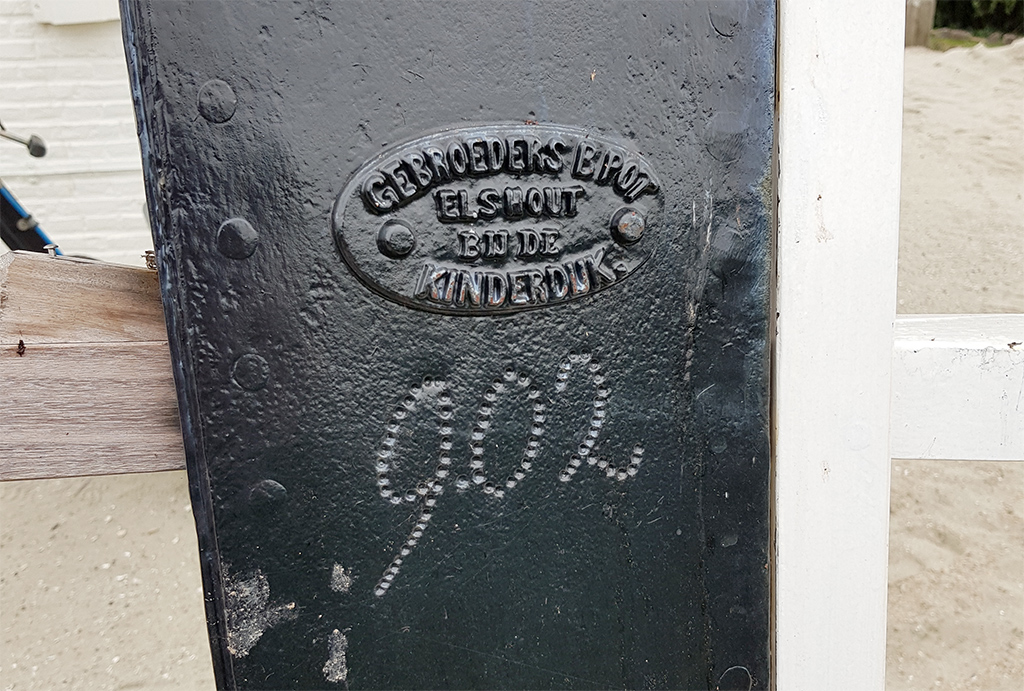 GEBROEDERS B'POT
ELSHOUT
BIJ DE
KINDERDIJK.
902